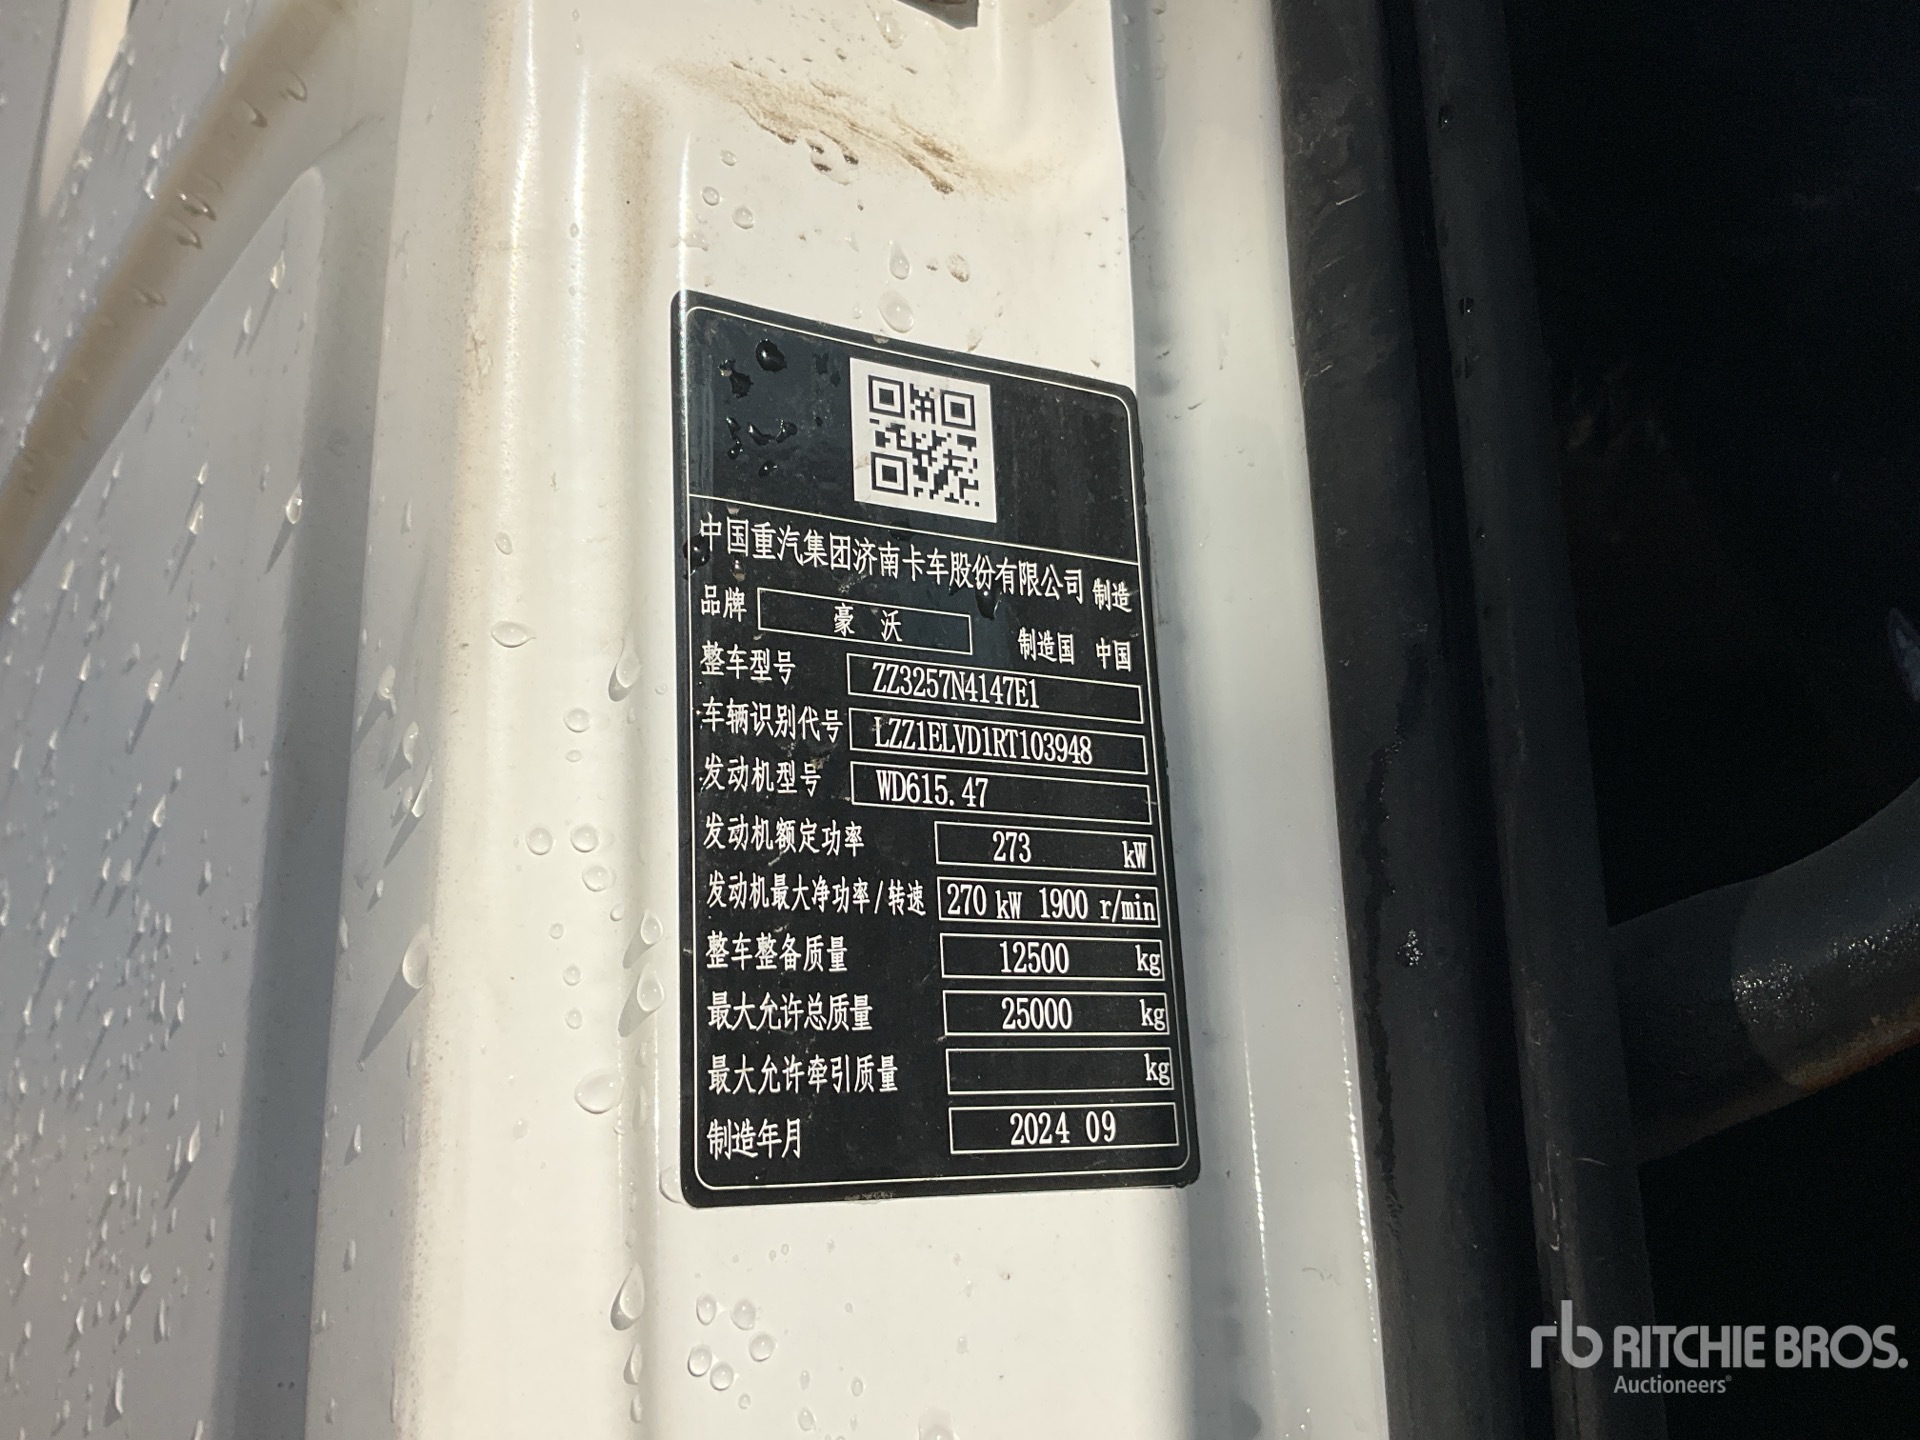 中国重汽集团济南卡车股份有限公司 制造
品牌 豪 沃 制造国 中国
整车型号 ZZ3257N4147E1
车辆识别代号 LZZ1ELVD1RT103948
发动机型号 WD615.47
发动机额定功率 273 kW
发动机最大净功率/转速 270 kW 1900 r/min
整车整备质量 12500 kg
最大允许总质量 25000 kg
最大允许牵引质量 kg
制造年月 2024 09
rb RITCHIE BROS.
Auctioneers®